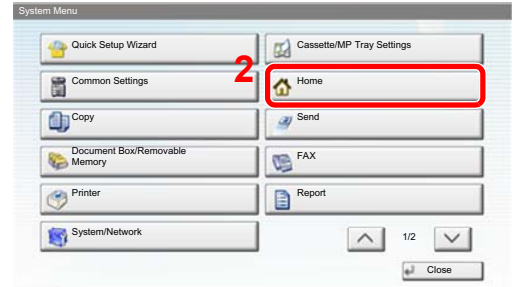 System Menu
Quick Setup Wizard
Cassette/MP Tray Settings
Common Settings
2
Home
Copy
Send
Document Box/Removable
Memory
FAX
Printer
Report
System/Network
1/2
Close